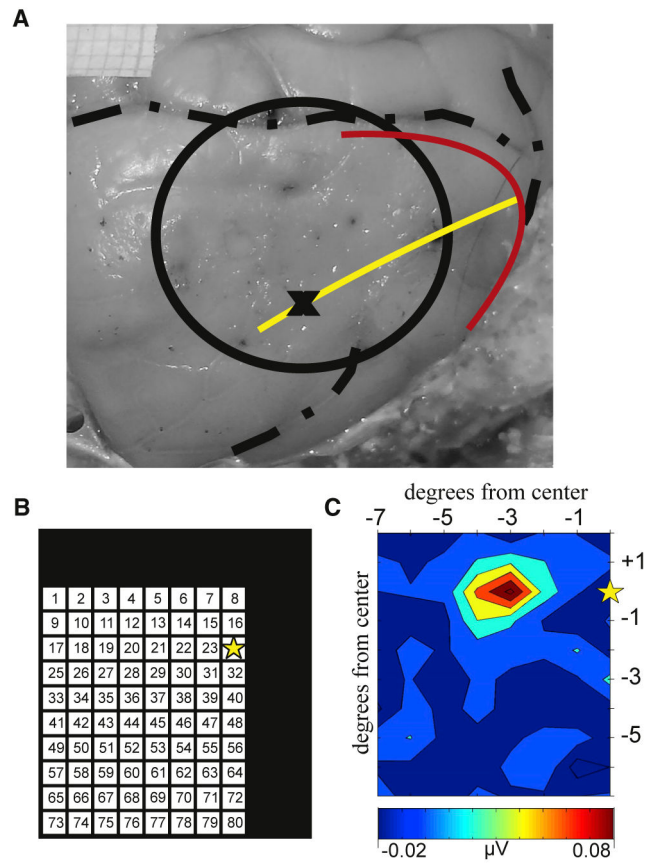 A
B
1 2 3 4 5 6 7 8
9 10 11 12 13 14 15 16
17 18 19 20 21 22 23
25 26 27 28 29 30 31 32
33 34 35 36 37 38 39 40
41 42 43 44 45 46 47 48
49 50 51 52 53 54 55 56
57 58 59 60 61 62 63 64
65 66 67 68 69 70 71 72
73 74 75 76 77 78 79 80
C
degrees from center
-7 -5 -3 -1
+1
-1
-3
-5
degrees from center
-0.02 µV 0.08